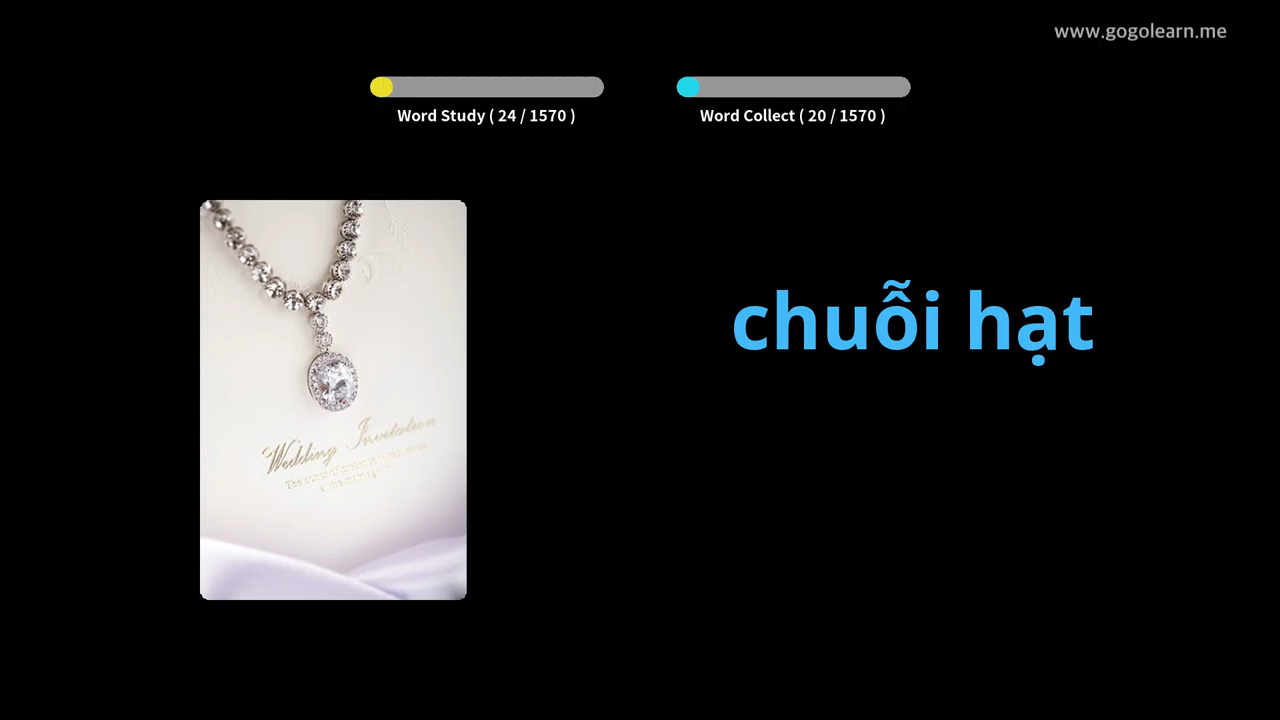 www.gogolearn.me
Word Study ( 24 / 1570 )
Word Collect ( 20 / 1570 )
chuỗi hạt
Wedding Invitation